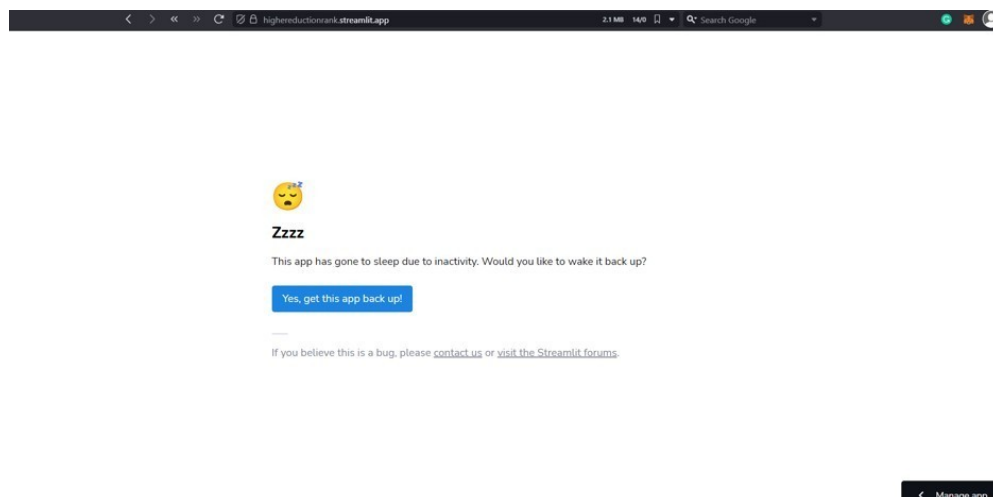 highereductionrank.streamlit.app 2.1 MB 14/0 Search Google
Zzzz
This app has gone to sleep due to inactivity. Would you like to wake it back up?
Yes, get this app back up!
If you believe this is a bug, please contact us or visit the Streamlit forums.
Manage app